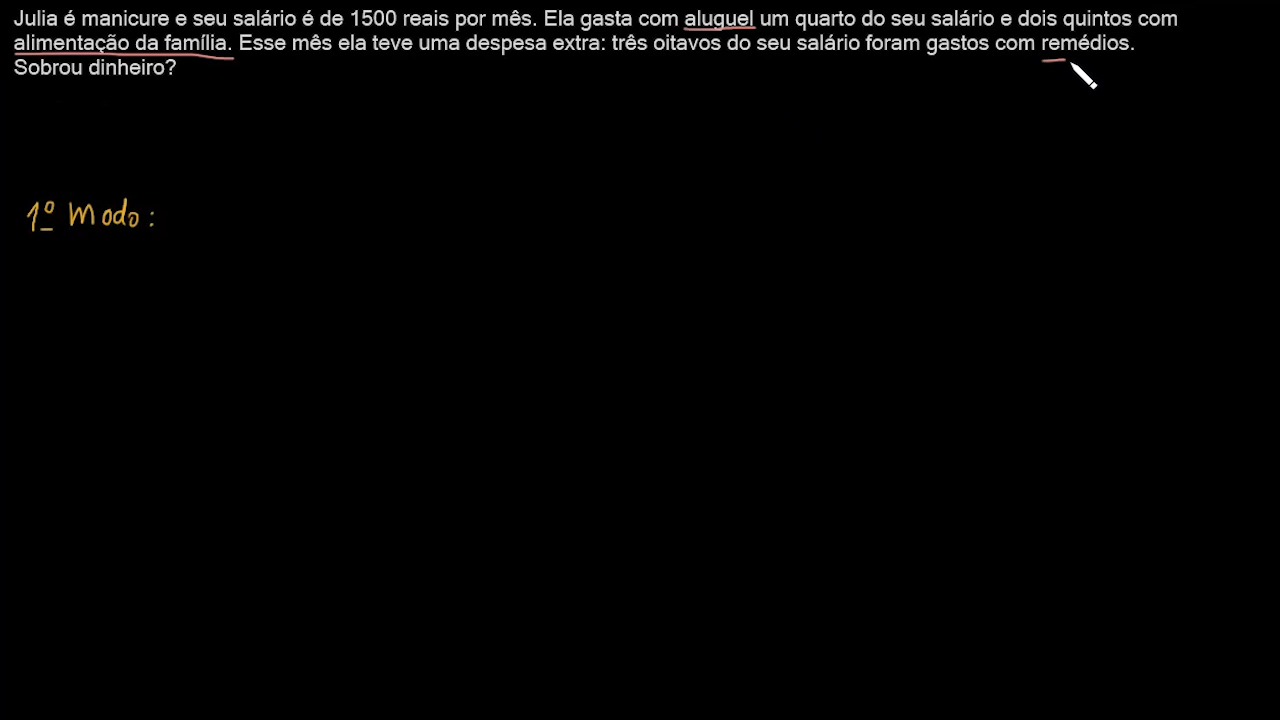 Julia é manicure e seu salário é de 1500 reais por mês. Ela gasta com aluguel um quarto do seu salário e dois quintos com
alimentação da família. Esse mês ela teve uma despesa extra: três oitavos do seu salário foram gastos com remédios.
Sobrou dinheiro?
1º Modo: